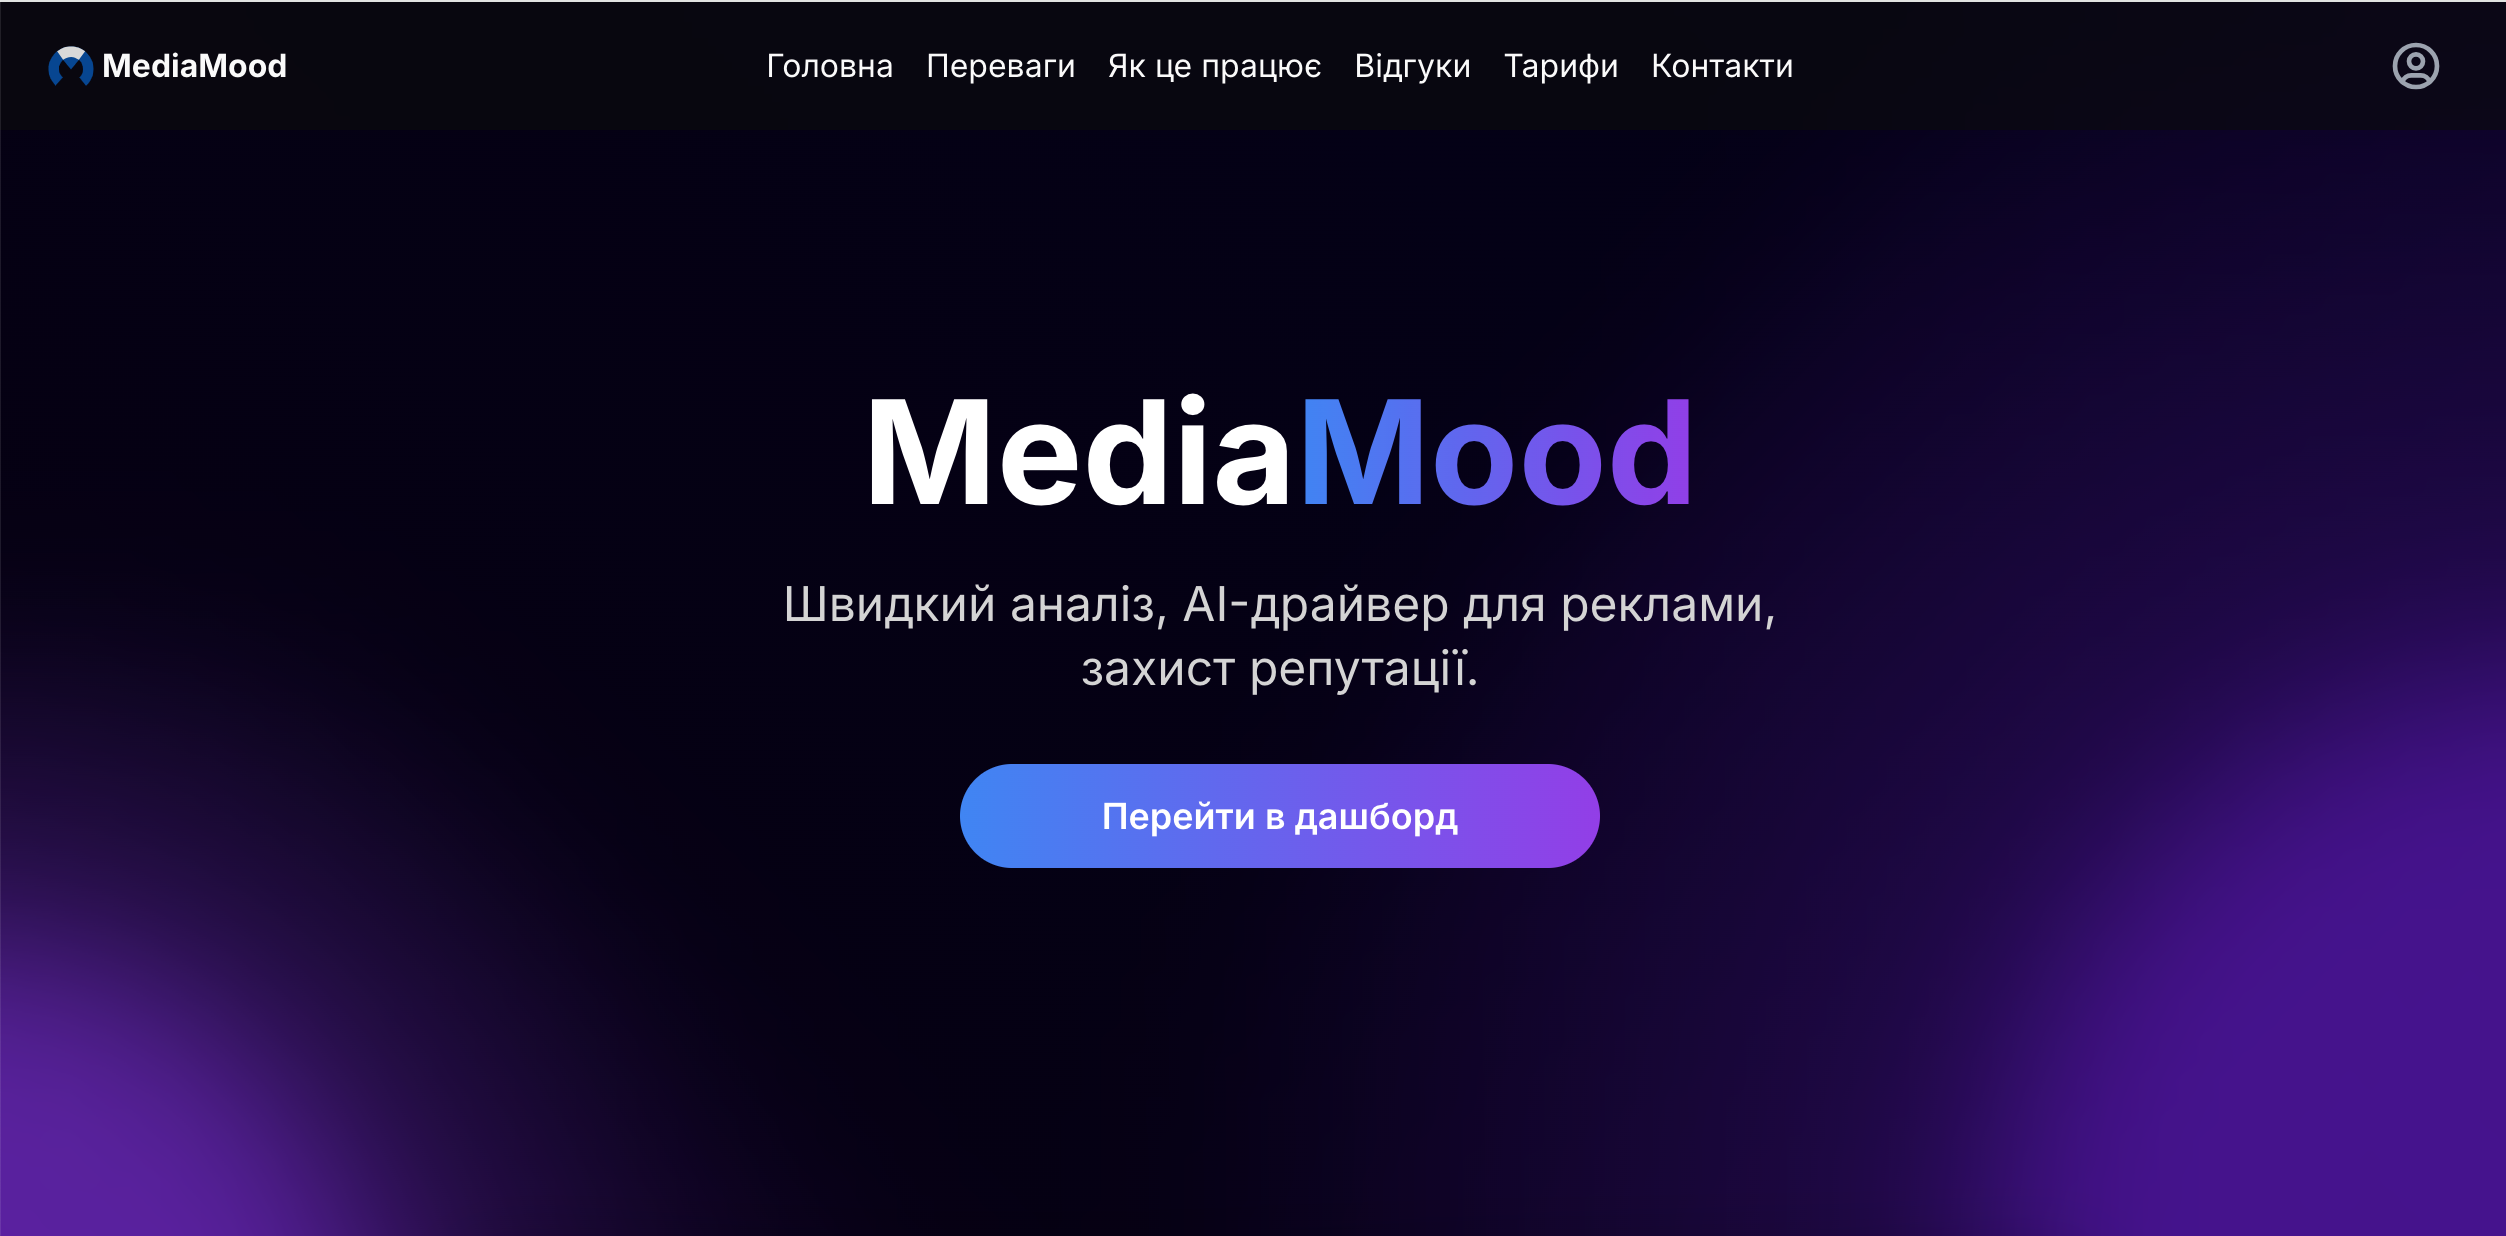 MediaMood
Головна Переваги Як це працює Відгуки Тарифи Контакти
MediaMood
Швидкий аналіз, AI-драйвер для реклами,
захист репутації.
Перейти в дашборд